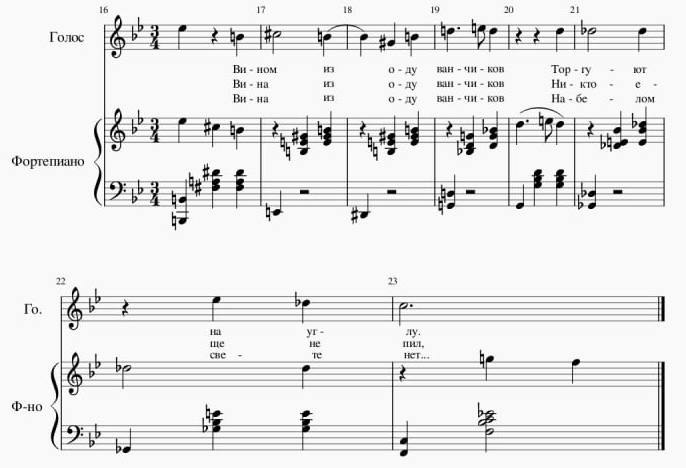 16 17 18 19 20 21
Голос
Ви - ном из о - ду ван - чи - ков Тор - гу - ют
Ви - на из о - ду ван - чи - ков Ни - кто - е -
Ви - на из о - ду ван - чи - ков На - бе - лом
Фортепиано
22 23
Го.
на уг - лу.
ще не пил,
све - те нет...
Ф-но